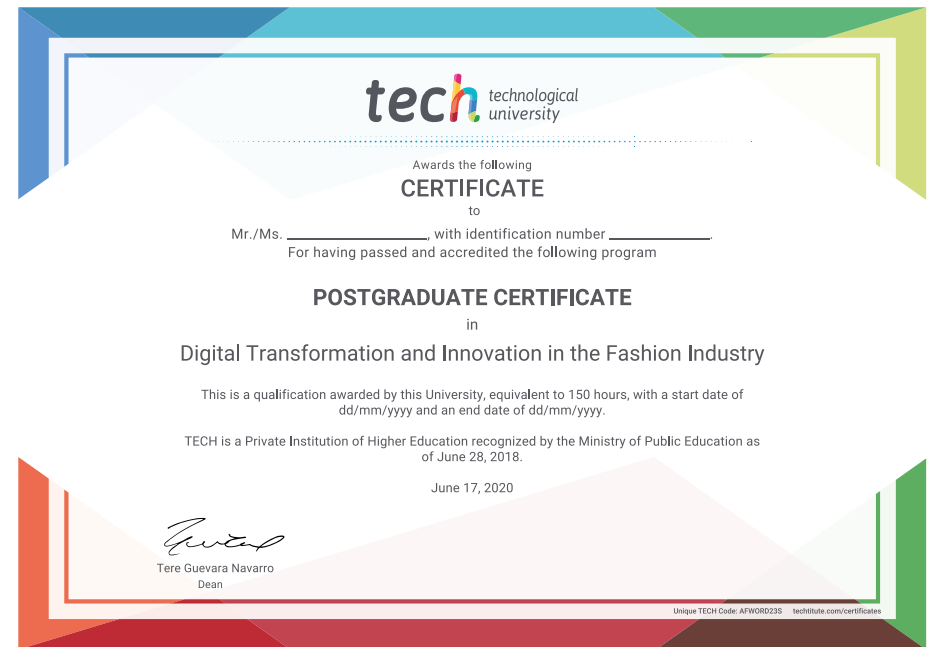 tech technological
university
Awards the following
CERTIFICATE
to
Mr./Ms. ____________________, with identification number ______________.
For having passed and accredited the following program
POSTGRADUATE CERTIFICATE
in
Digital Transformation and Innovation in the Fashion Industry
This is a qualification awarded by this University, equivalent to 150 hours, with a start date of
dd/mm/yyyy and an end date of dd/mm/yyyy.
TECH is a Private Institution of Higher Education recognized by the Ministry of Public Education as
of June 28, 2018.
June 17, 2020
Tere Guevara Navarro
Dean
Unique TECH Code: AFWORD23S techtitute.com/certificates